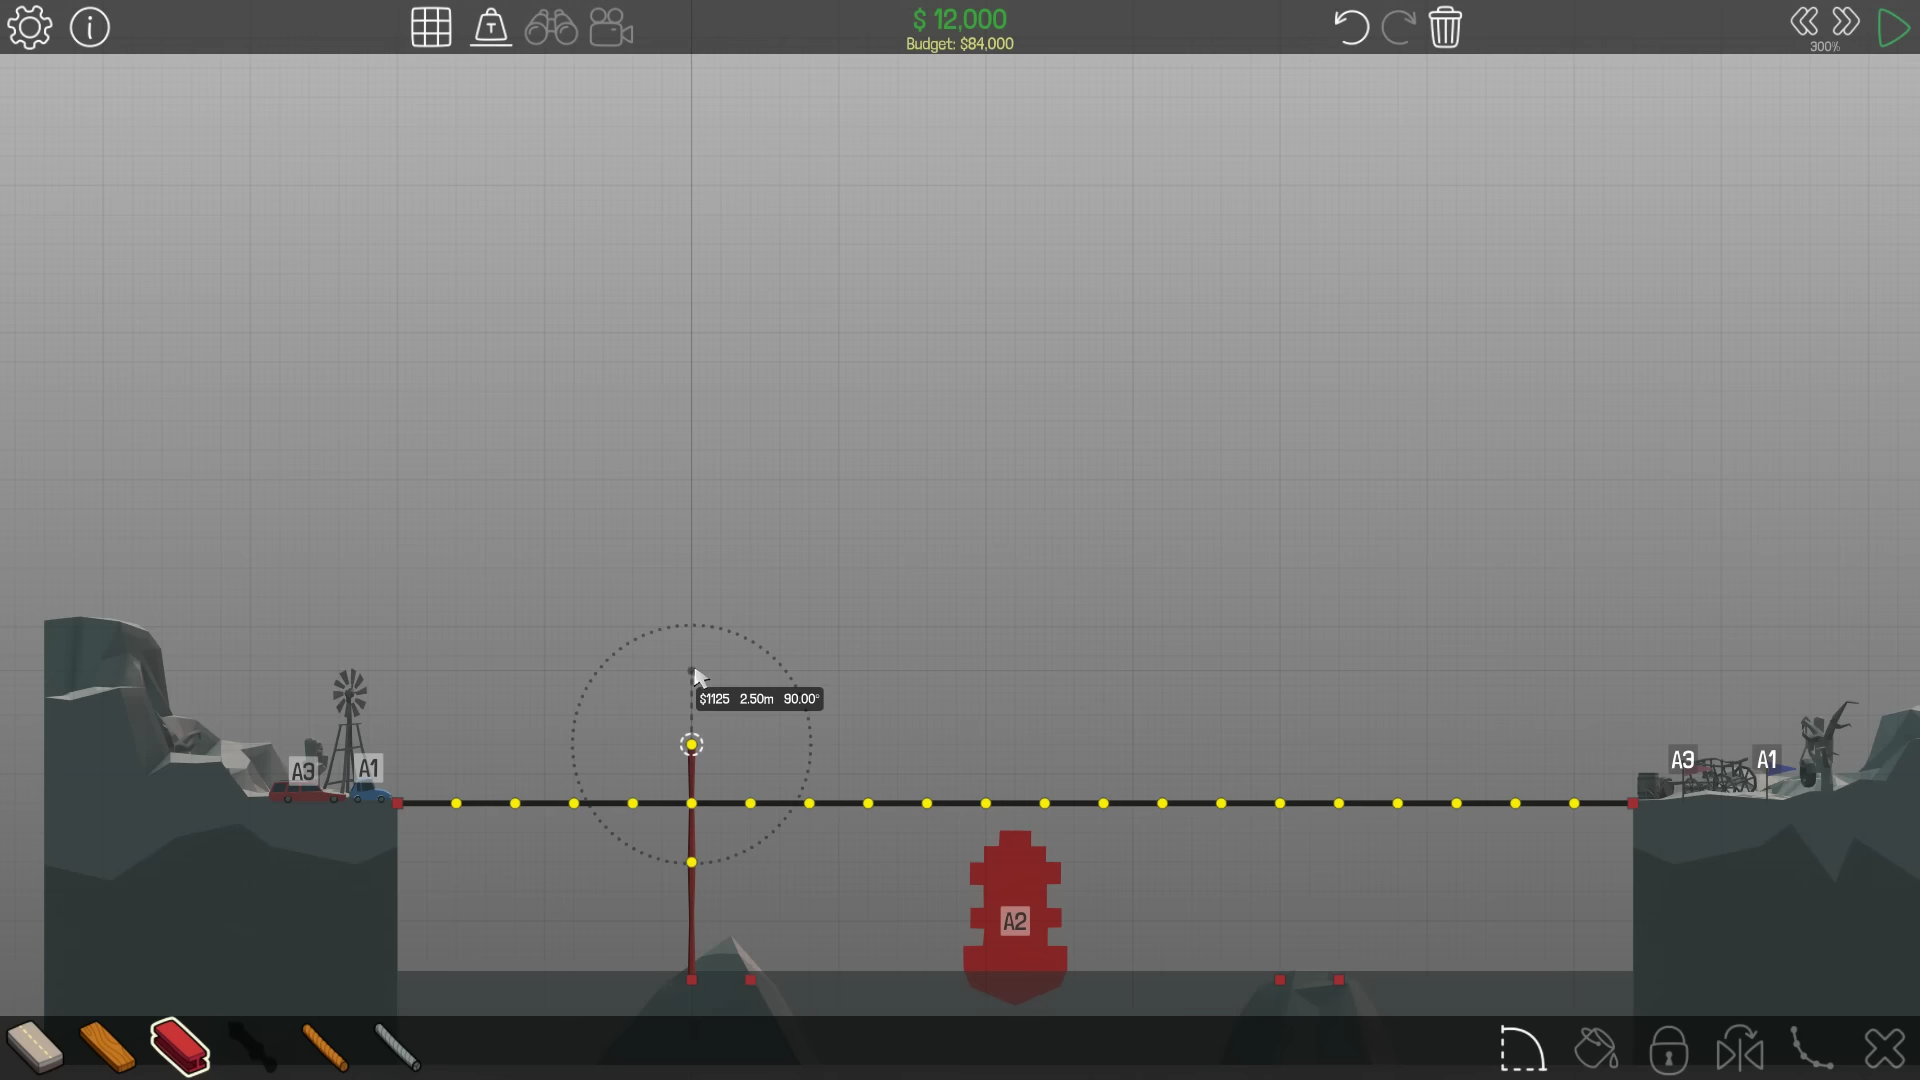 $ 12,000
Budget: $84,000
300%
T
$1125 2.50m 90.00°
A3
A1
A3
A1
A2